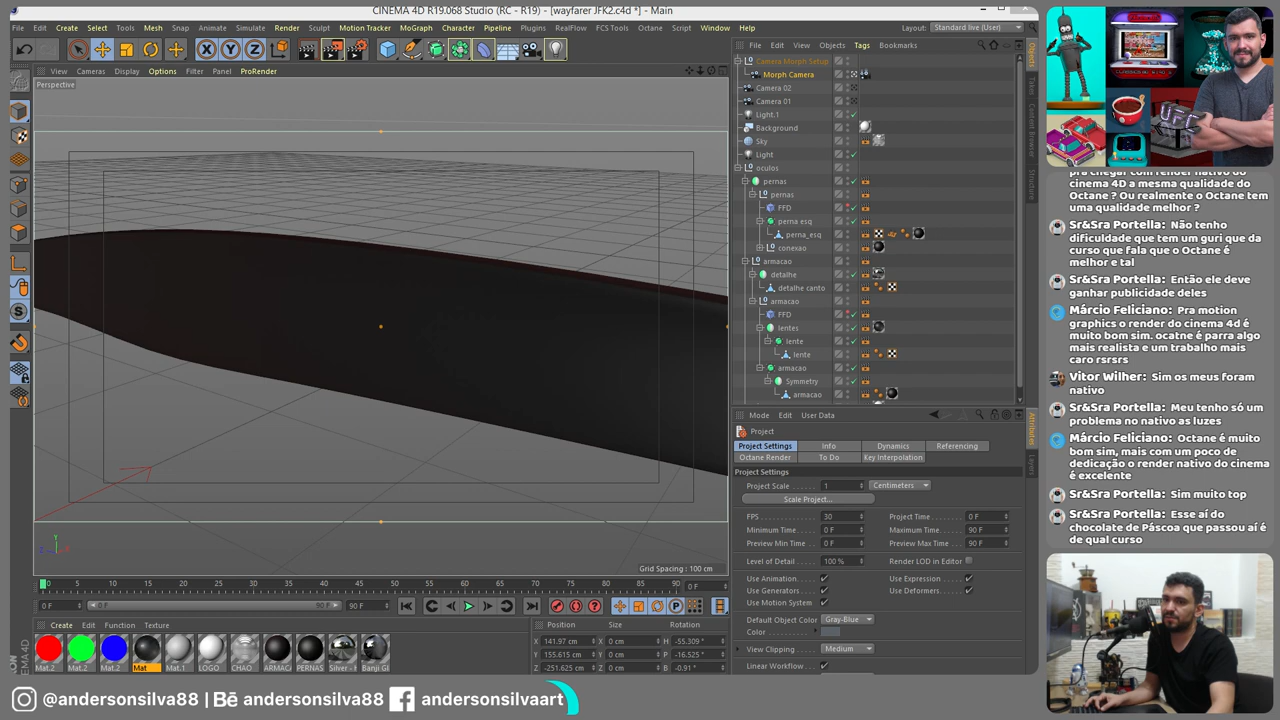 CINEMA 4D R19.068 Studio (RC - R19) - [wayfarer JFK2.c4d *] - Main
File Edit Create Select Tools Mesh Snap Animate Simulate Render Sculpt Motion Tracker MoGraph Character Pipeline Plugins RealFlow FCS Tools Octane Script Window Help
Layout: Standard live (User)
View Cameras Display Options Filter Panel ProRender
Perspective
Grid Spacing : 100 cm
File Edit View Objects Tags Bookmarks
Camera Morph Setup
Morph Camera
Camera 02
Camera 01
Light.1
Background
Sky
Light
oculos
pernas
pernas
FFD
perna esq
perna_esq
conexao
armacao
detalhe
detalhe canto
armacao
FFD
lentes
lente
lente
armacao
Symmetry
armacao
Objects
Takes
Content Browser
Structure
Mode Edit User Data
Project
Project Settings Info Dynamics Referencing
Octane Render To Do Key Interpolation
Project Settings
Project Scale 1 Centimeters
Scale Project...
FPS 30 Project Time 0 F
Minimum Time 0 F Maximum Time 90 F
Preview Min Time 0 F Preview Max Time 90 F
Level of Detail 100 % Render LOD in Editor
Use Animation Use Expression
Use Generators Use Deformers
Use Motion System
Default Object Color Gray-Blue
Color
View Clipping Medium
Linear Workflow
Attributes
Layers
0 5 10 15 20 25 30 35 40 45 50 55 60 65 70 75 80 85 90 0 F
0 F 0 F 90 F 90 F
Create Edit Function Texture
Mat.2 Mat.2 Mat.2 Mat Mat.1 LOGO CHAO ARMAC PERNAS Silver - Banji Gl
Position Size Rotation
X 141.97 cm X 0 cm H -55.309 °
Y 155.615 cm Y 0 cm P -16.525 °
Z -251.625 cm Z 0 cm B -0.91 °
UFC
pra chegar com render nativo do
cinema 4D a mesma qualidade do
Octane ? Ou realmente o Octane tem
uma qualidade melhor ?
Sr&Sra Portella: Não tenho
dificuldade que tem um guri que da
curso que fala que o Octane é
melhor e tal
Sr&Sra Portella: Então ele deve
ganhar publicidade deles
Márcio Feliciano: Pra motion
graphics o render do cinema 4d é
muito bom sim. ocatne é parra algo
mais realista e um trabalho mais
caro rsrsrs
Vitor Wilher: Sim os meus foram
nativo
Sr&Sra Portella: Meu tenho só um
problema no nativo as luzes
Márcio Feliciano: Octane é muito
bom sim, mais com um poco de
dedicação o render nativo do cinema
é excelente
Sr&Sra Portella: Sim muito top
Sr&Sra Portella: Esse aí do
chocolate de Páscoa que passou aí é
de qual curso
@andersonsilva88 | Bē andersonsilva88 andersonsilvaart